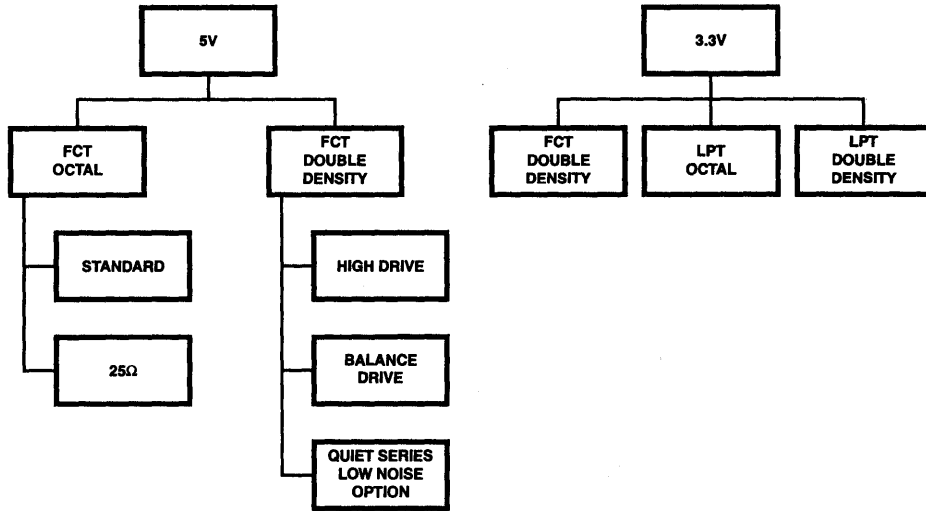 5V
FCT
OCTAL
STANDARD
25Ω
FCT
DOUBLE
DENSITY
HIGH DRIVE
BALANCE
DRIVE
QUIET SERIES
LOW NOISE
OPTION
3.3V
FCT
DOUBLE
DENSITY
LPT
OCTAL
LPT
DOUBLE
DENSITY